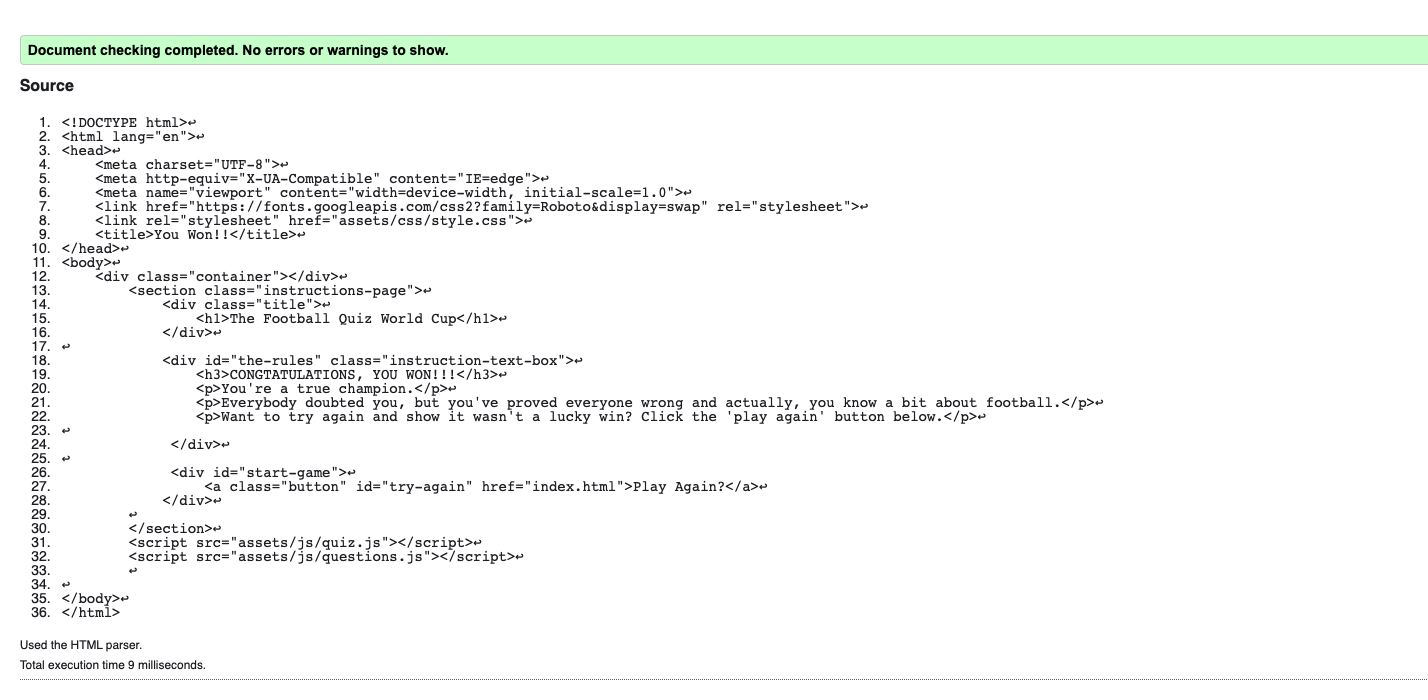 Document checking completed. No errors or warnings to show.
Source
1. <!DOCTYPE html>↩
2. <html lang="en">↩
3. <head>↩
4.     <meta charset="UTF-8">↩
5.     <meta http-equiv="X-UA-Compatible" content="IE=edge">↩
6.     <meta name="viewport" content="width=device-width, initial-scale=1.0">↩
7.     <link href="https://fonts.googleapis.com/css2?family=Roboto&display=swap" rel="stylesheet">↩
8.     <link rel="stylesheet" href="assets/css/style.css">↩
9.     <title>You Won!!</title>↩
10. </head>↩
11. <body>↩
12.     <div class="container"></div>↩
13.         <section class="instructions-page">↩
14.             <div class="title">↩
15.                 <h1>The Football Quiz World Cup</h1>↩
16.             </div>↩
17. ↩
18.             <div id="the-rules" class="instruction-text-box">↩
19.                 <h3>CONGTATULATIONS, YOU WON!!!</h3>↩
20.                 <p>You're a true champion.</p>↩
21.                 <p>Everybody doubted you, but you've proved everyone wrong and actually, you know a bit about football.</p>↩
22.                 <p>Want to try again and show it wasn't a lucky win? Click the 'play again' button below.</p>↩
23. ↩
24.              </div>↩
25. ↩
26.              <div id="start-game">↩
27.                  <a class="button" id="try-again" href="index.html">Play Again?</a>↩
28.             </div>↩
29.         ↩
30.         </section>↩
31.         <script src="assets/js/quiz.js"></script>↩
32.         <script src="assets/js/questions.js"></script>↩
33.         ↩
34. ↩
35. </body>↩
36. </html>
Used the HTML parser.
Total execution time 9 milliseconds.